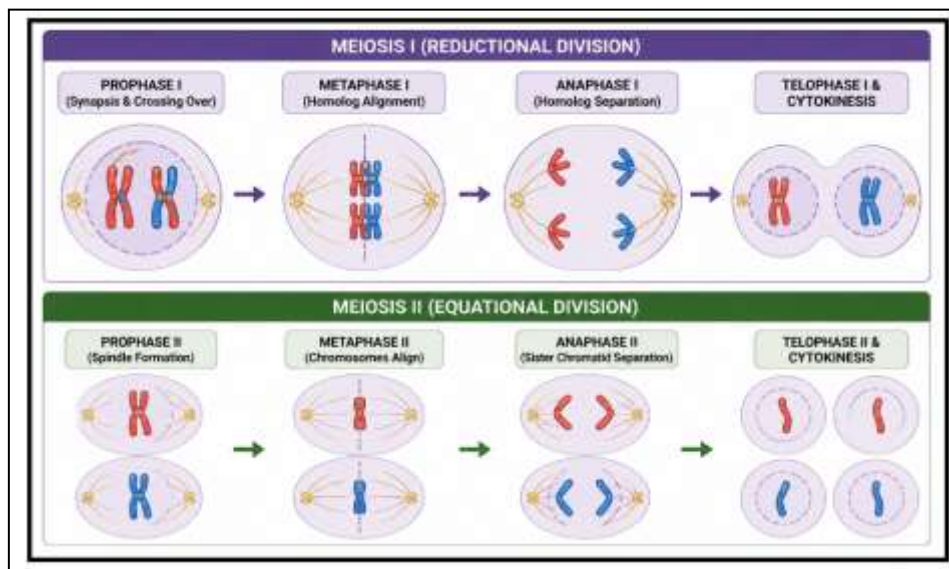 MEIOSIS I (REDUCTIONAL DIVISION)
PROPHASE I
(Synapsis & Crossing Over)
METAPHASE I
(Homolog Alignment)
ANAPHASE I
(Homolog Separation)
TELOPHASE I &
CYTOKINESIS
MEIOSIS II (EQUATIONAL DIVISION)
PROPHASE II
(Spindle Formation)
METAPHASE II
(Chromosomes Align)
ANAPHASE II
(Sister Chromatid Separation)
TELOPHASE II &
CYTOKINESIS